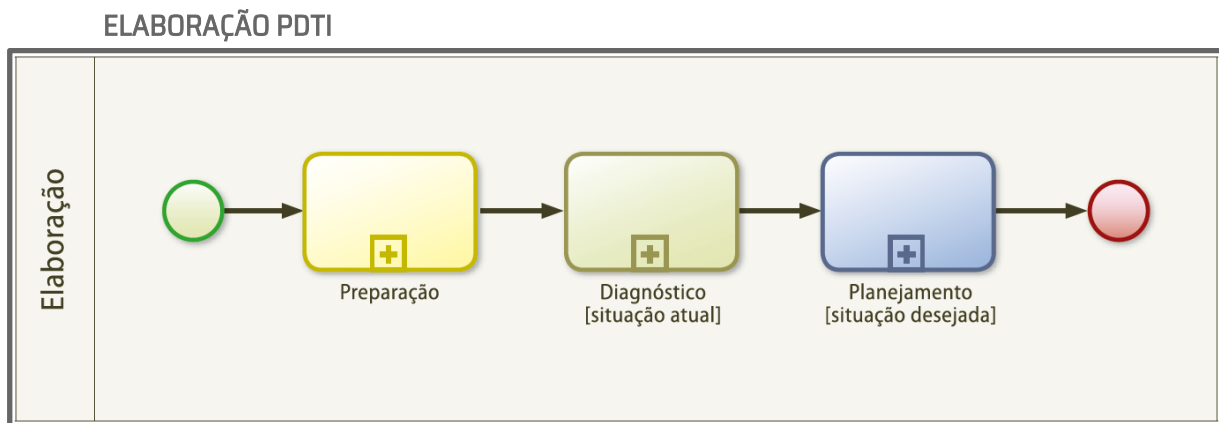 ELABORAÇÃO PDTI
Elaboração
Preparação
Diagnóstico
[situação atual]
Planejamento
[situação desejada]